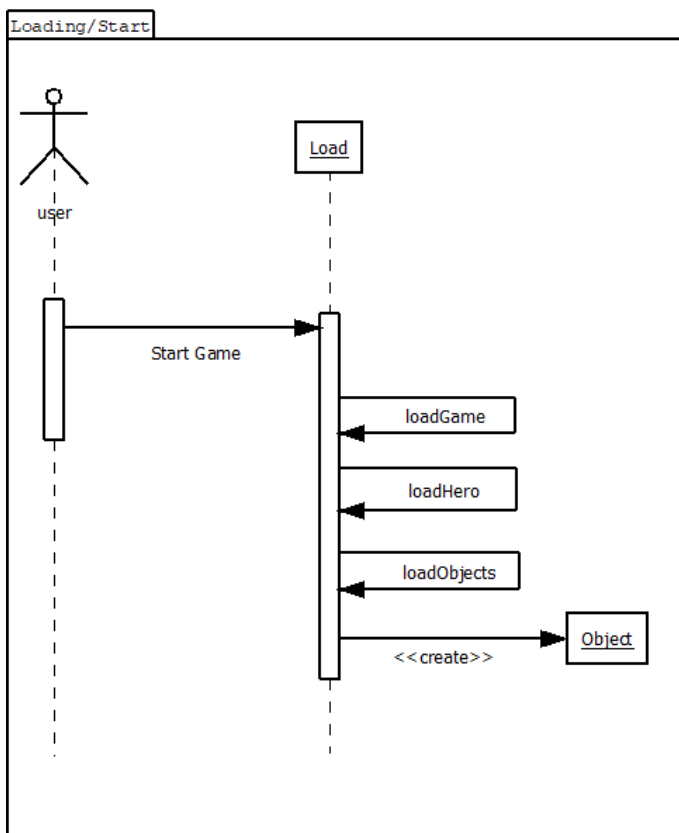 Loading/Start
Load
user
Start Game
loadGame
loadHero
loadObjects
Object
<<create>>